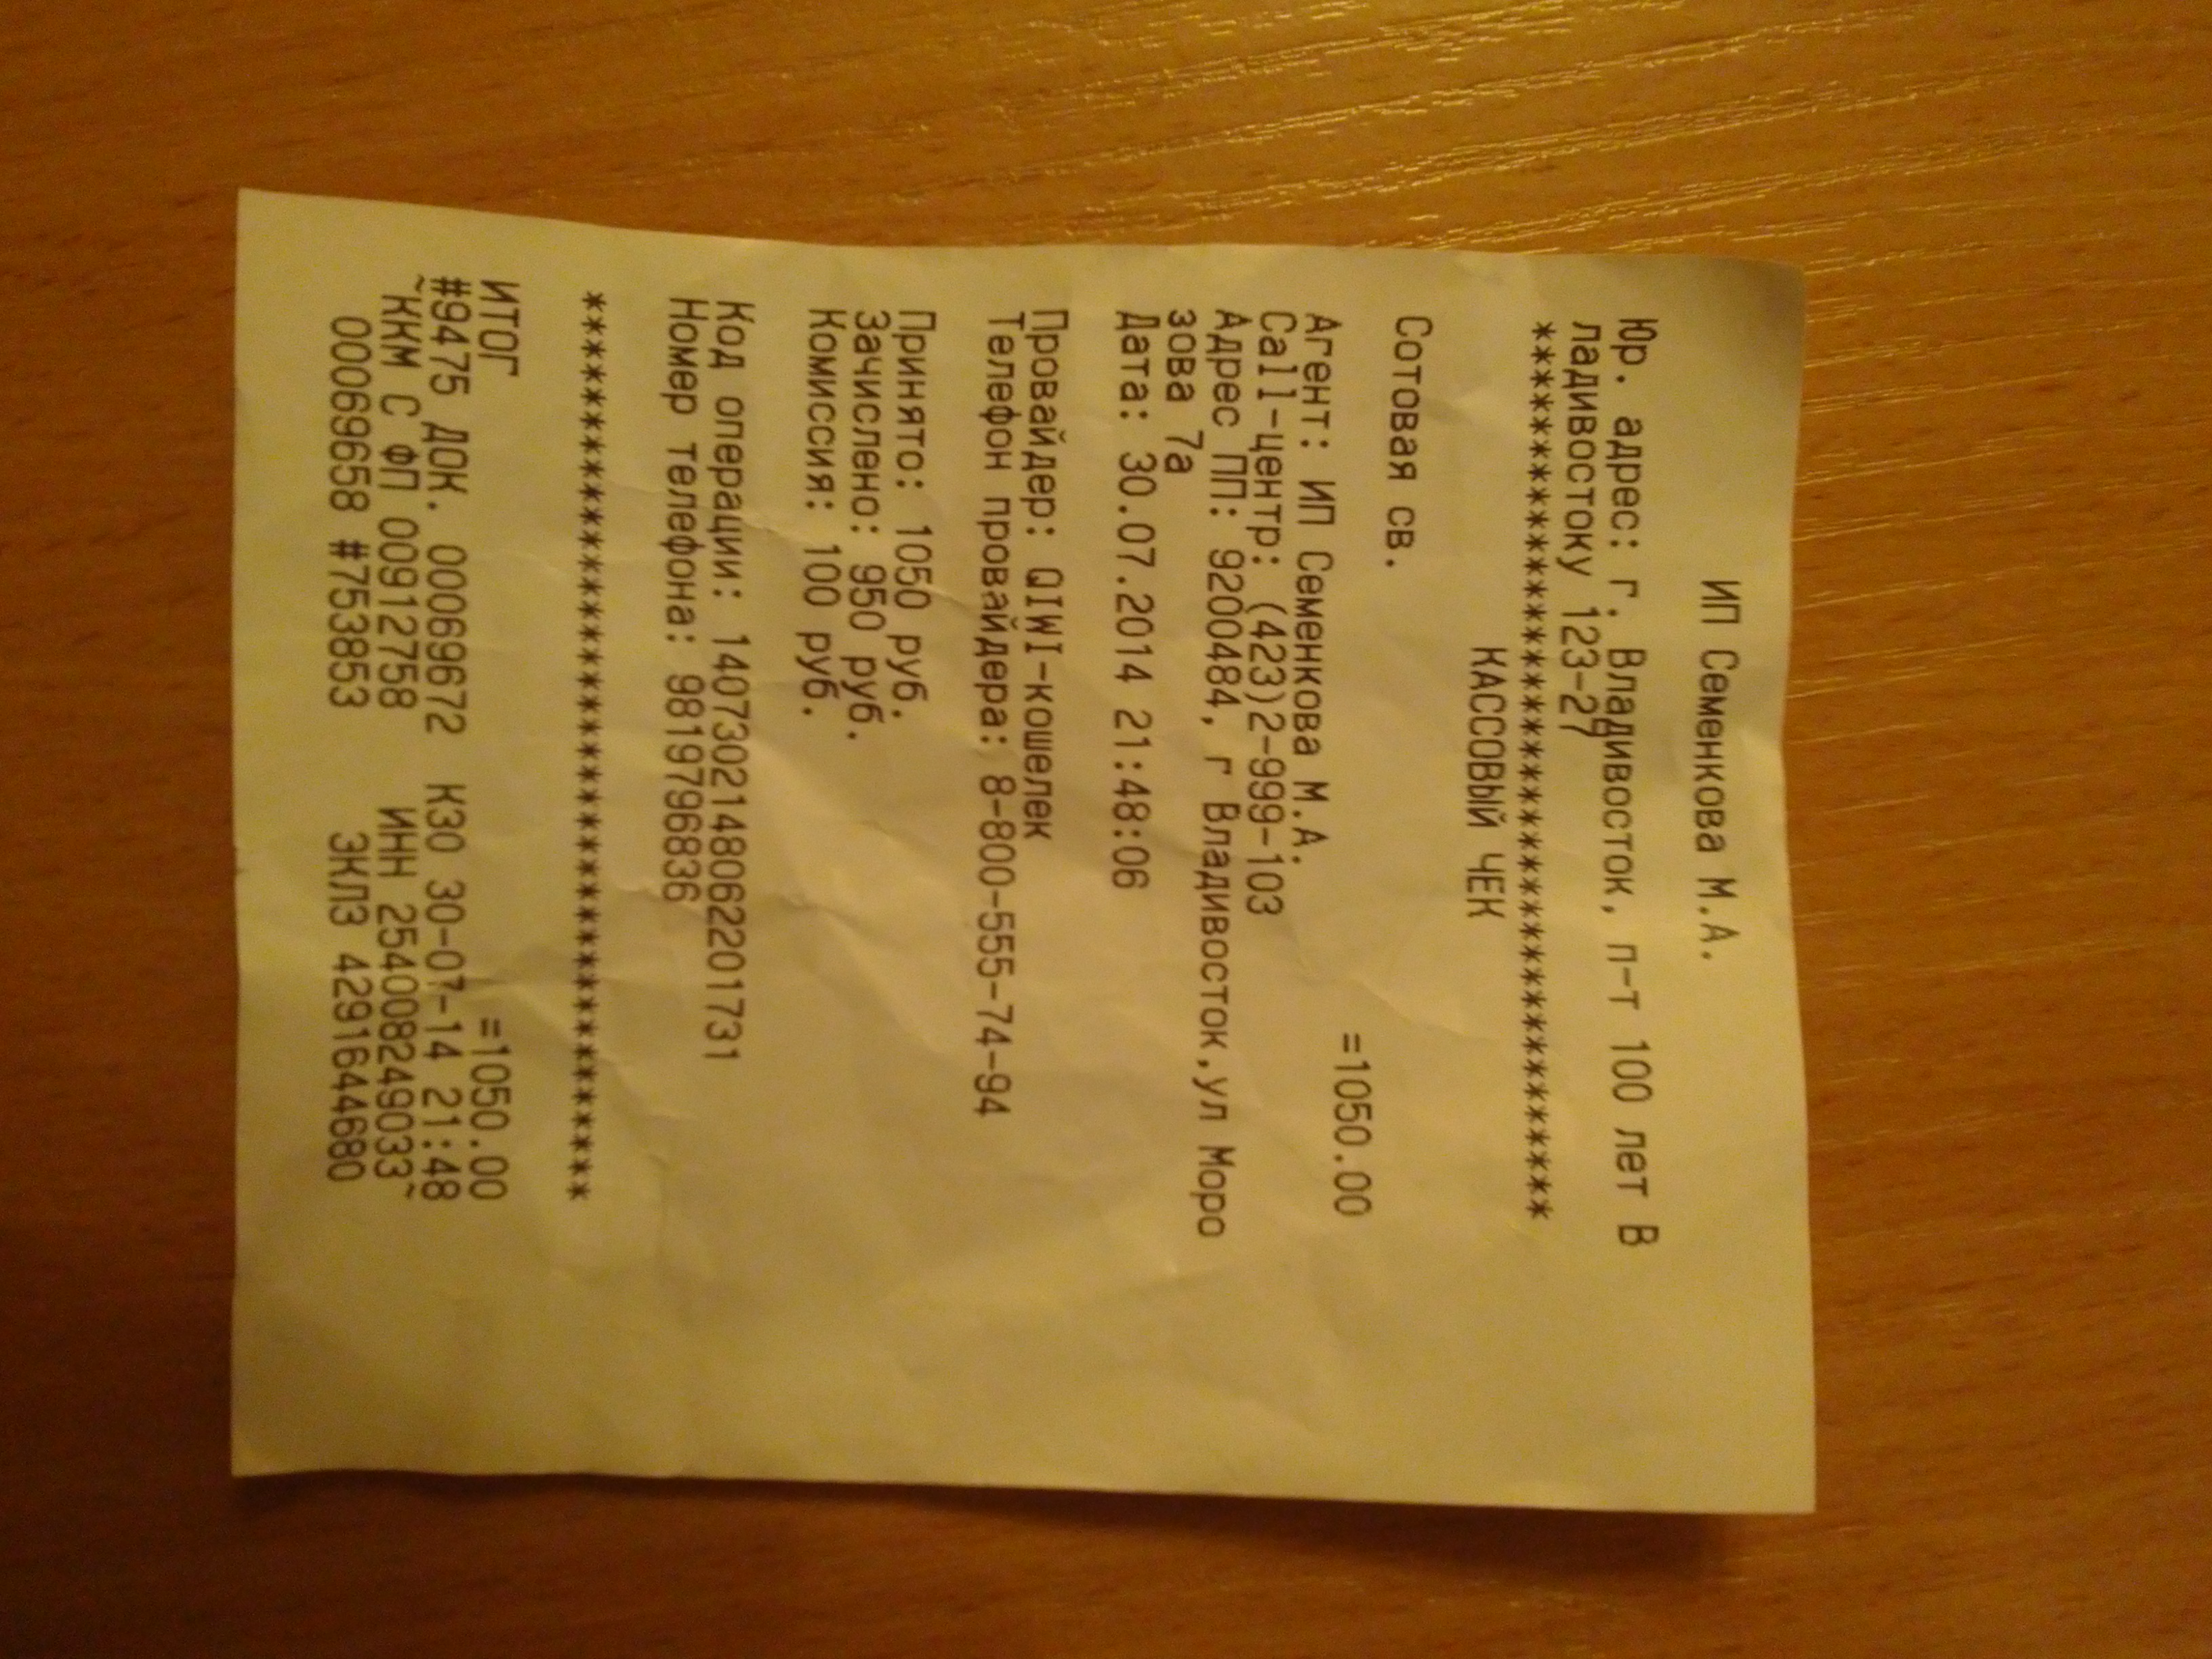 ИП Семенкова М.А.
Юр. адрес: г. Владивосток, п-т 100 лет В
ладивостоку 123-27
****************************************
КАССОВЫЙ ЧЕК
Сотовая св.
=1050.00
Агент: ИП Семенкова М.А.
Call-центр: (423)2-999-103
Адрес ПП: 9200484, г Владивосток,ул Моро
зова 7а
Дата: 30.07.2014 21:48:06
Провайдер: QIWI-кошелек
Телефон провайдера: 8-800-555-74-94
Принято: 1050 руб.
Зачислено: 950 руб.
Комиссия: 100 руб.
Код операции: 14073021480622201731
Номер телефона: 9819796836
****************************************
ИТОГ =1050.00
#9475 ДОК. 00069672 К30 30-07-14 21:48
~ККМ С ФП 00912758 ИНН 254008249033~
00069658 #753853 ЭКЛЗ 4291644680